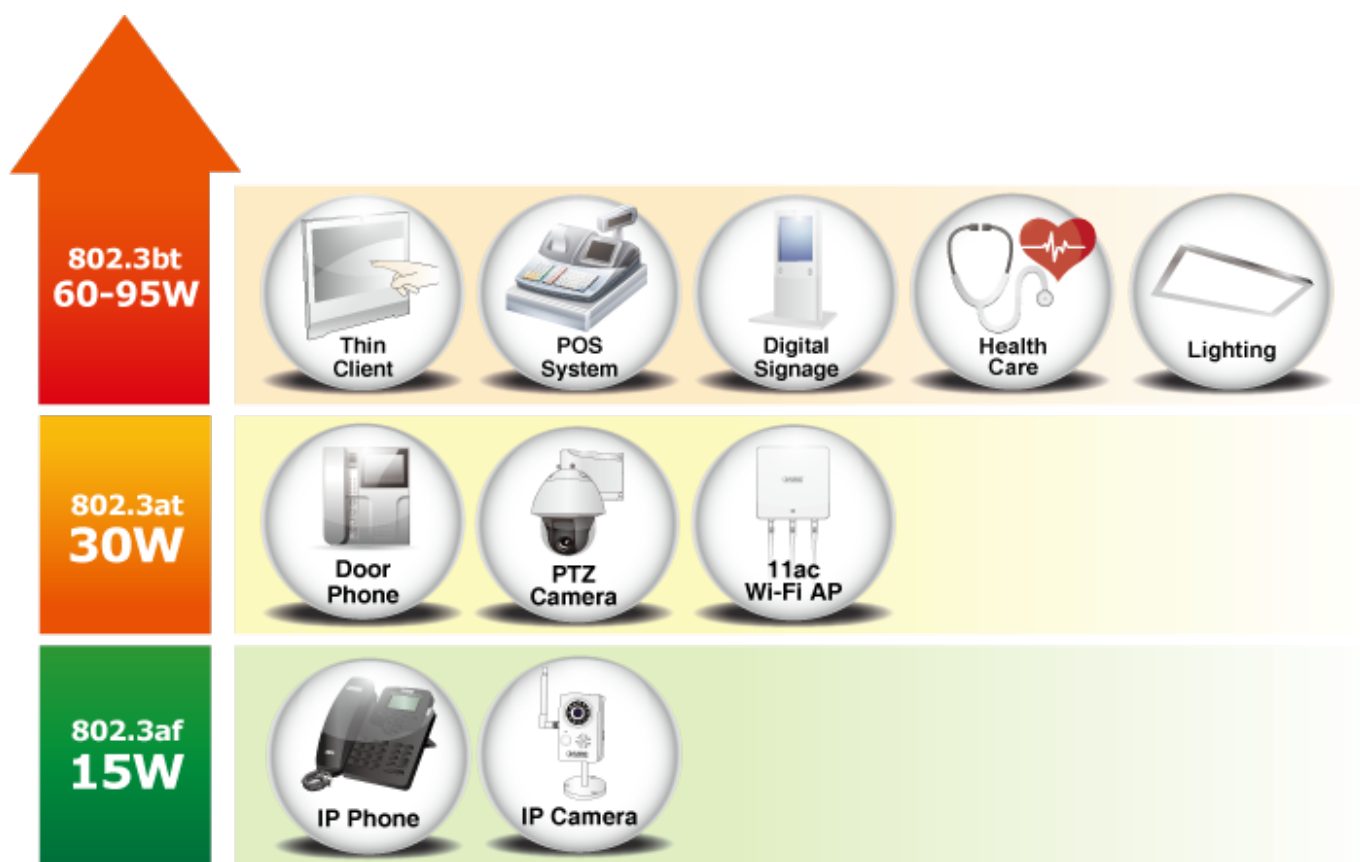 802.3bt
60-95W
Thin
Client
POS
System
Digital
Signage
Health
Care
Lighting
802.3at
30W
Door
Phone
PTZ
Camera
11ac
Wi-Fi AP
802.3af
15W
IP Phone
IP Camera